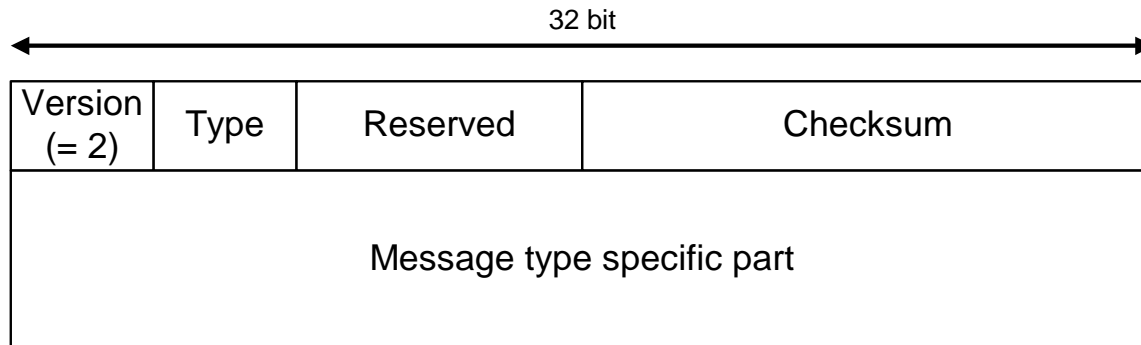 32 bit
Version
(= 2)
Type
Reserved
Checksum
Message type specific part